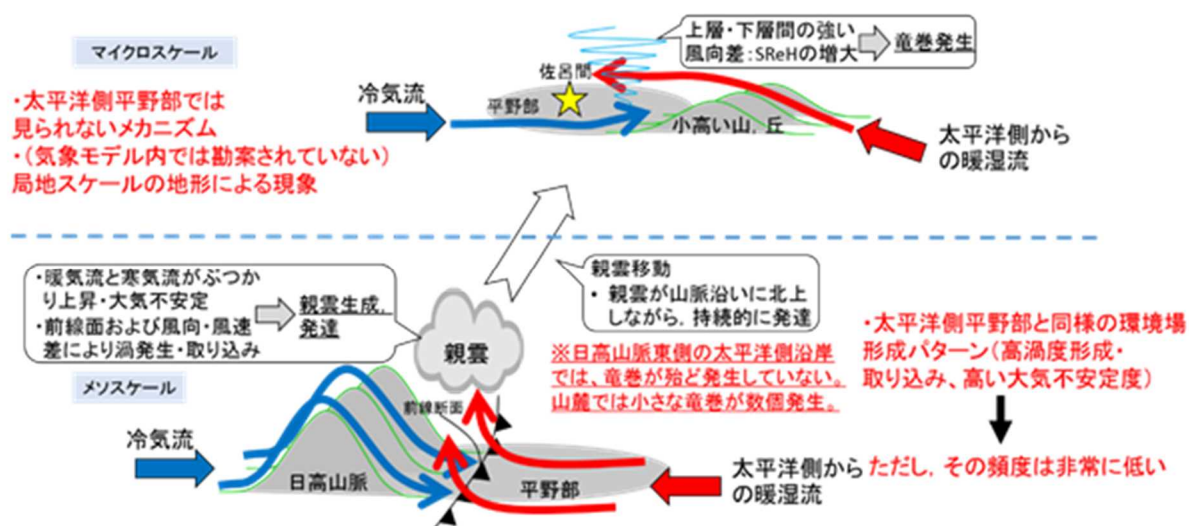 マイクロスケール
・太平洋側平野部では
見られないメカニズム
・(気象モデル内では勘案されていない)
局地スケールの地形による現象
冷気流
佐呂間
平野部
上層・下層間の強い
風向差:SReHの増大
竜巻発生
小高い山,丘
太平洋側から
の暖湿流
・暖気流と寒気流がぶつか
り上昇・大気不安定
・前線面および風向・風速
差により渦発生・取り込み
親雲生成,
発達
親雲
親雲移動
• 親雲が山脈沿いに北上
しながら,持続的に発達
※日高山脈東側の太平洋側沿岸
では、竜巻が殆ど発生していない。
山麓では小さな竜巻が数個発生。
・太平洋側平野部と同様の環境場
形成パターン(高渦度形成・
取り込み、高い大気不安定度)
ただし,その頻度は非常に低い
メソスケール
冷気流
日高山脈
前線断面
平野部
太平洋側から
の暖湿流